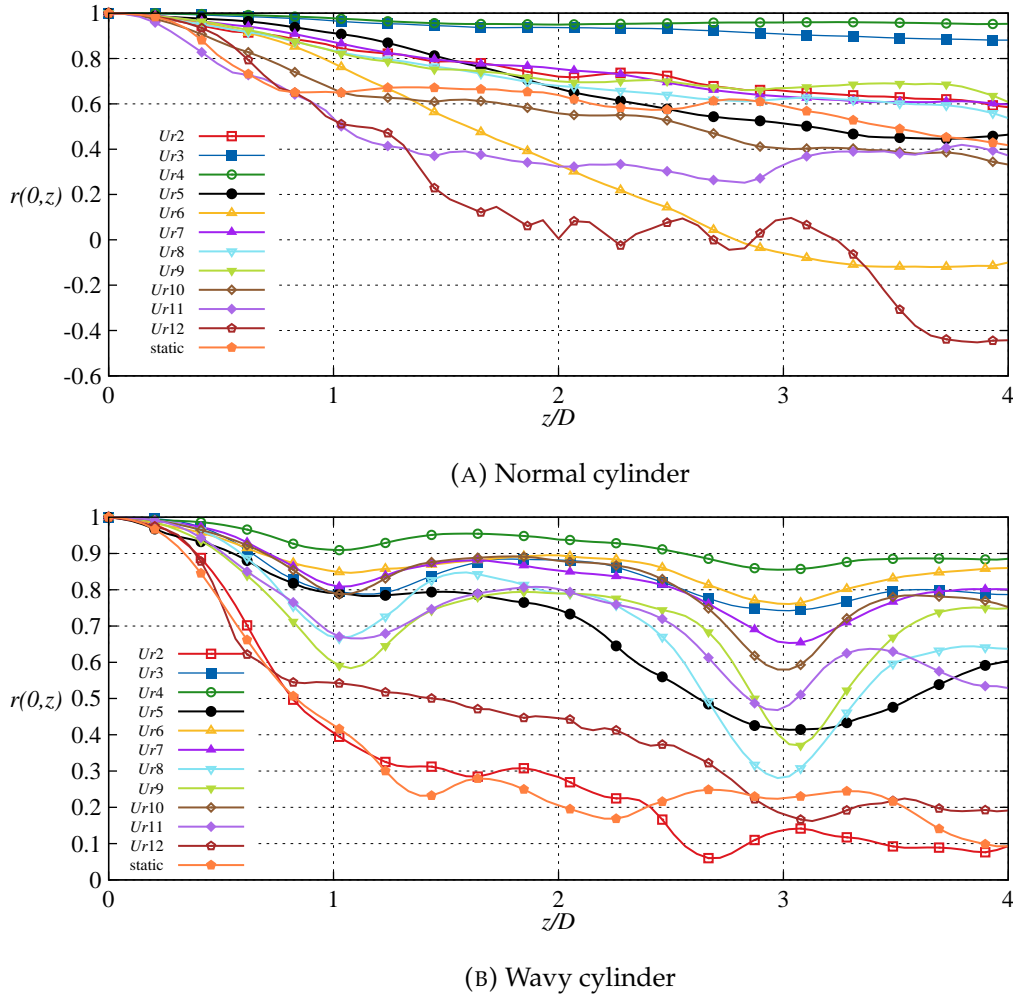 1
0.8
0.6
0.4
0.2
0
-0.2
-0.4
-0.6
r(0,z)
Ur2
Ur3
Ur4
Ur5
Ur6
Ur7
Ur8
Ur9
Ur10
Ur11
Ur12
static
0 1 2 3 4
z/D
(A) Normal cylinder
1
0.9
0.8
0.7
0.6
0.5
0.4
0.3
0.2
0.1
0
r(0,z)
Ur2
Ur3
Ur4
Ur5
Ur6
Ur7
Ur8
Ur9
Ur10
Ur11
Ur12
static
0 1 2 3 4
z/D
(B) Wavy cylinder